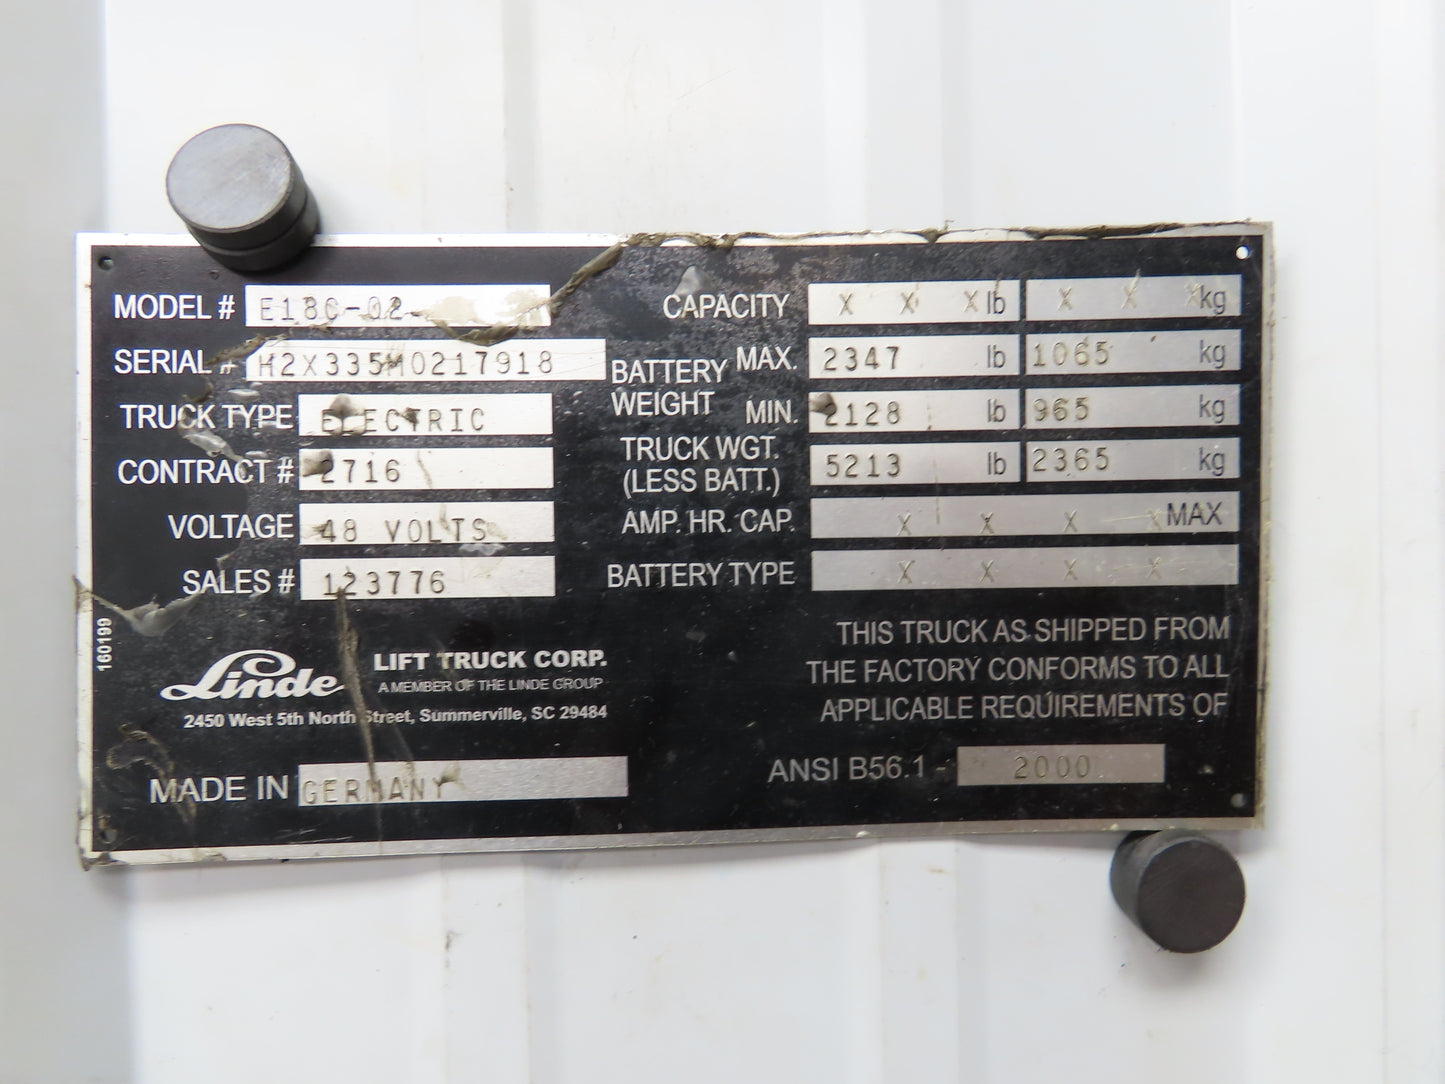 MODEL # E18C-02
SERIAL # H2X335M0217918
TRUCK TYPE ELECTRIC
CONTRACT # 2716
VOLTAGE 48 VOLTS
SALES # 123776
160199
Linde LIFT TRUCK CORP.
A MEMBER OF THE LINDE GROUP
2450 West 5th North Street, Summerville, SC 29484
MADE IN GERMANY
CAPACITY X X X lb X X X kg
BATTERY WEIGHT MAX. 2347 lb 1065 kg
MIN. 2128 lb 965 kg
TRUCK WGT. (LESS BATT.) 5213 lb 2365 kg
AMP. HR. CAP. X X X X MAX
BATTERY TYPE X X X X
THIS TRUCK AS SHIPPED FROM
THE FACTORY CONFORMS TO ALL
APPLICABLE REQUIREMENTS OF
ANSI B56.1 - 2000